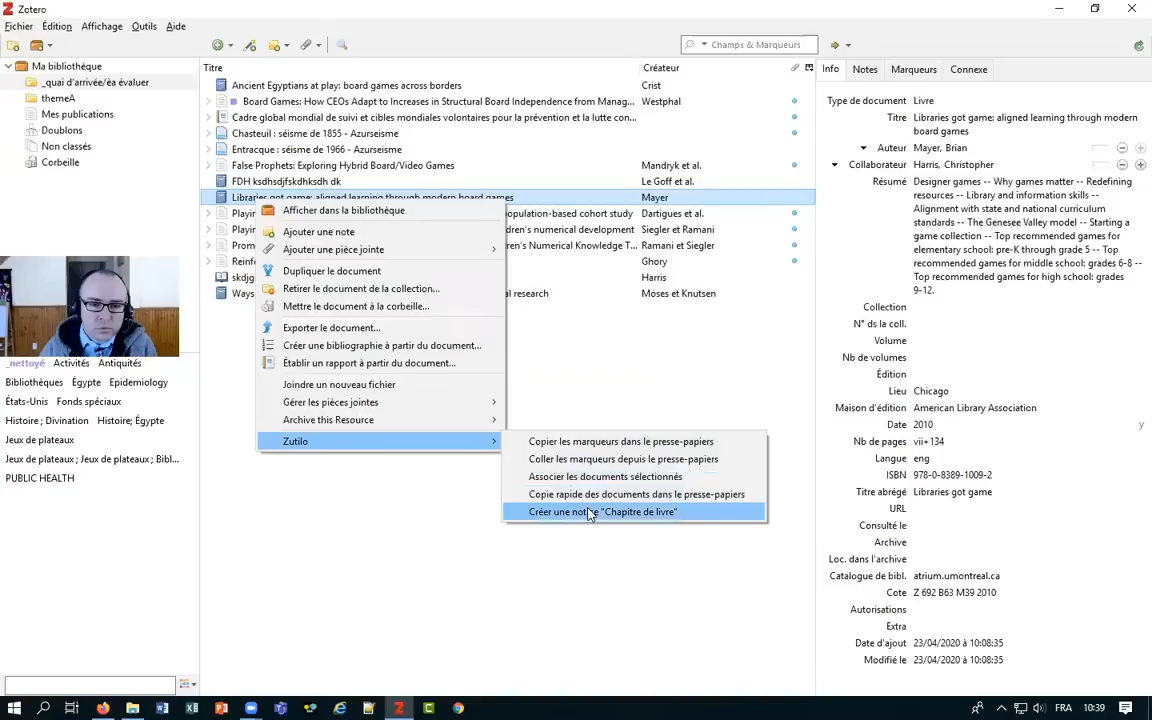 Zotero
Fichier Édition Affichage Outils Aide
Champs & Marqueurs
Ma bibliothèque
_quai d'arrivée/èa évaluer
themeA
Mes publications
Doublons
Non classés
Corbeille
_nettoyé Activités Antiquités
Bibliothèques Égypte Epidemiology
États-Unis Fonds spéciaux
Histoire ; Divination Histoire; Égypte
Jeux de plateaux
Jeux de plateaux ; Jeux de plateaux ; Bibl...
PUBLIC HEALTH
Titre Créateur
Ancient Egyptians at play: board games across borders Crist
Board Games: How CEOs Adapt to Increases in Structural Board Independence from Manag... Westphal
Cadre global mondial de suivi et cibles mondiales volontaires pour la prévention et la lutte con...
Chasteuil : séisme de 1855 - Azurseisme
Entracque : séisme de 1966 - Azurseisme
False Prophets: Exploring Hybrid Board/Video Games Mandryk et al.
FDH ksdhsdjfskdhksdh dk Le Goff et al.
Libraries got game: aligned learning through modern board games Mayer
Playi population-based cohort study Dartigues et al.
Playi ren's numerical development Siegler et Ramani
Prom ren's Numerical Knowledge T... Ramani et Siegler
Reinf Ghory
skdjg Harris
Ways al research Moses et Knutsen
Afficher dans la bibliothèque
Ajouter une note
Ajouter une pièce jointe
Dupliquer le document
Retirer le document de la collection...
Mettre le document à la corbeille...
Exporter le document...
Créer une bibliographie à partir du document...
Établir un rapport à partir du document...
Joindre un nouveau fichier
Gérer les pièces jointes
Archive this Resource
Zutilo
Copier les marqueurs dans le presse-papiers
Coller les marqueurs depuis le presse-papiers
Associer les documents sélectionnés
Copie rapide des documents dans le presse-papiers
Créer une notice "Chapitre de livre"
Info Notes Marqueurs Connexe
Type de document Livre
Titre Libraries got game: aligned learning through modern
board games
Auteur Mayer, Brian
Collaborateur Harris, Christopher
Résumé Designer games -- Why games matter -- Redefining
resources -- Library and information skills --
Alignment with state and national curriculum
standards -- The Genesee Valley model -- Starting a
game collection -- Top recommended games for
elementary school: pre-K through grade 5 -- Top
recommended games for middle school: grades 6-8 --
Top recommended games for high school: grades
9-12.
Collection
N° ds la coll.
Volume
Nb de volumes
Édition
Lieu Chicago
Maison d'édition American Library Association
Date 2010 y
Nb de pages vii+134
Langue eng
ISBN 978-0-8389-1009-2
Titre abrégé Libraries got game
URL
Consulté le
Archive
Loc. dans l'archive
Catalogue de bibl. atrium.umontreal.ca
Cote Z 692 B63 M39 2010
Autorisations
Extra
Date d'ajout 23/04/2020 à 10:08:35
Modifié le 23/04/2020 à 10:08:35
FRA 10:39